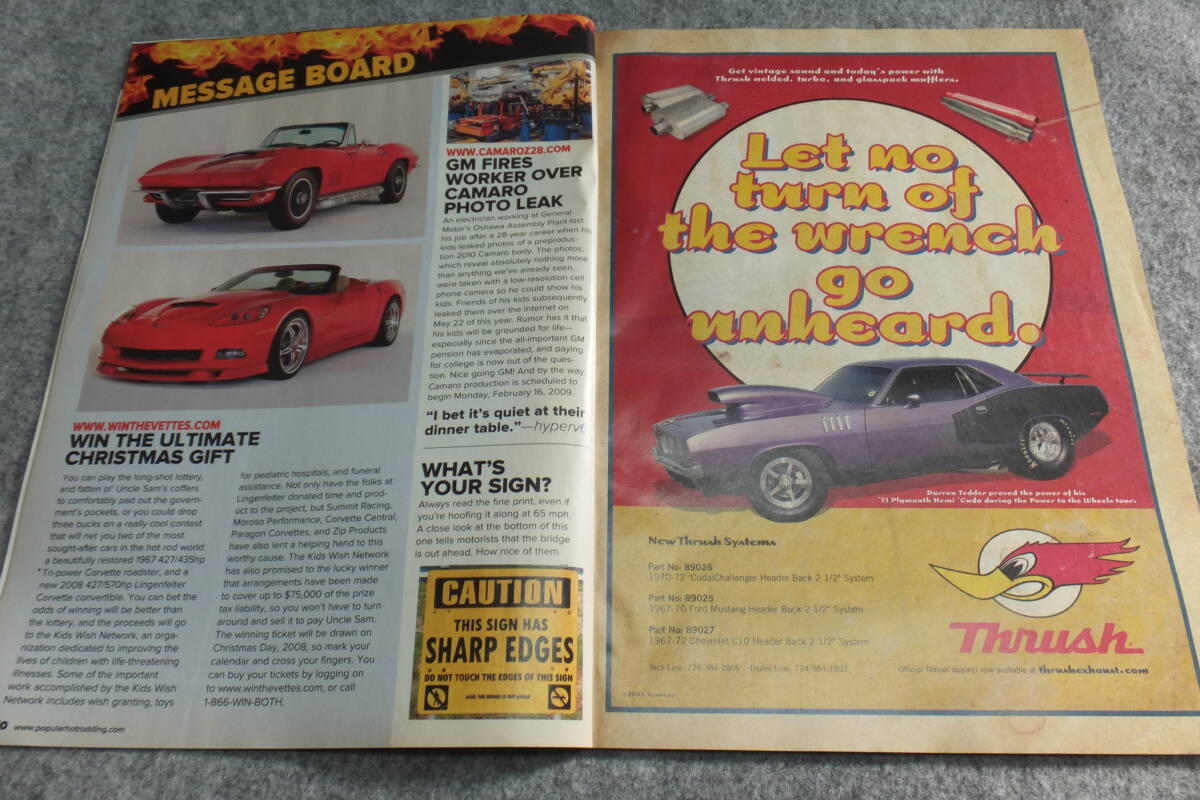 MESSAGE BOARD
WWW.WINTHEVETTES.COM
WIN THE ULTIMATE
CHRISTMAS GIFT
You can play the long-shot lottery,
and fatten ol' Uncle Sam's coffers
to comfortably pad out the govern-
ment's pockets, or you could drop
three bucks on a really cool contest
that will net you two of the most
sought-after cars in the hot rod world:
a beautifully restored 1967 427/435hp
Tri-power Corvette roadster, and a
new 2008 427/570hp Lingenfelter
Corvette convertible. You can bet the
odds of winning will be better than
the lottery, and the proceeds will go
to the Kids Wish Network, an orga-
nization dedicated to improving the
lives of children with life-threatening
illnesses. Some of the important
work accomplished by the Kids Wish
Network includes wish granting, toys
for pediatric hospitals, and funeral
assistance. Not only have the folks at
Lingenfelter donated time and prod-
uct to the project, but Summit Racing,
Moroso Performance, Corvette Central,
Paragon Corvettes, and Zip Products
have also lent a helping hand to this
worthy cause. The Kids Wish Network
has also promised to the lucky winner
that arrangements have been made
to cover up to $75,000 of the prize
tax liability, so you won't have to turn
around and sell it to pay Uncle Sam.
The winning ticket will be drawn on
Christmas Day, 2008, so mark your
calendar and cross your fingers. You
can buy your tickets by logging on
to www.winthevettes.com, or call
1-866-WIN-BOTH.
WWW.CAMAROZ28.COM
GM FIRES
WORKER OVER
CAMARO
PHOTO LEAK
An electrician working at General
Motor's Oshawa Assembly Plant lost
his job after a 28-year career when his
kids leaked photos of a preproduc-
tion 2010 Camaro body. The photos,
which reveal absolutely nothing more
than anything we've already seen,
were taken with a low-resolution cell
phone camera so he could show his
kids. Friends of his kids subsequently
leaked them over the Internet on
May 22 of this year. Rumor has it that
his kids will be grounded for life—
especially since the all-important GM
pension has evaporated, and paying
for college is now out of the ques-
tion. Nice going GM! And by the way,
Camaro production is scheduled to
begin Monday, February 16, 2009.
"I bet it's quiet at their
dinner table."—hyperv6
WHAT'S
YOUR SIGN?
Always read the fine print, even if
you're hoofing it along at 65 mph.
A close look at the bottom of this
one tells motorists that the bridge
is out ahead. How nice of them.
CAUTION
THIS SIGN HAS
SHARP EDGES
DO NOT TOUCH THE EDGES OF THIS SIGN
ALSO, THE BRIDGE IS OUT AHEAD
0 www.popularhotrodding.com
Get vintage sound and today's power with
Thrush welded, turbo, and glasspack mufflers.
Let no
turn of
the wrench
go
unheard.
Darren Tedder proved the power of his
'71 Plymouth Hemi 'Cuda during the Power to the Wheels tour.
New Thrush Systems
Part No: 89026
1970-72 'Cuda/Challenger Header Back 2 1/2" System
Part No: 89025
1967-70 Ford Mustang Header Back 2 1/2" System
Part No: 89027
1967-72 Chevrolet C10 Header Back 2 1/2" System
Thrush
Tech Line: 734-384-7806 Dealer Line: 734-384-7807
Official Thrush apparel now available at thrushexhaust.com